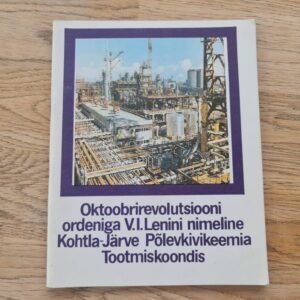 Oktoobrirevolutsiooni
ordeniga V.I.Lenini nimeline
Kohtla-Järve Põlevkivikeemia
Tootmiskoondis